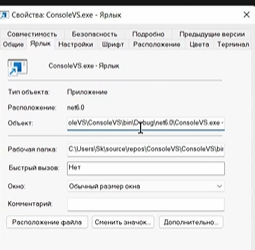 Свойства: ConsoleVS.exe - Ярлык
Совместимость Безопасность Подробно Предыдущие версии
Общие Ярлык Настройки Шрифт Расположение Цвета Терминал
ConsoleVS.exe - Ярлык
Тип объекта: Приложение
Расположение: net6.0
Объект: oleVS\ConsoleVS\bin\Debug\net6.0\ConsoleVS.exe -
Рабочая папка: C:\Users\Sk\source\repos\ConsoleVS\ConsoleVS\bin
Быстрый вызов: Нет
Окно: Обычный размер окна
Комментарий:
Расположение файла Сменить значок... Дополнительно...